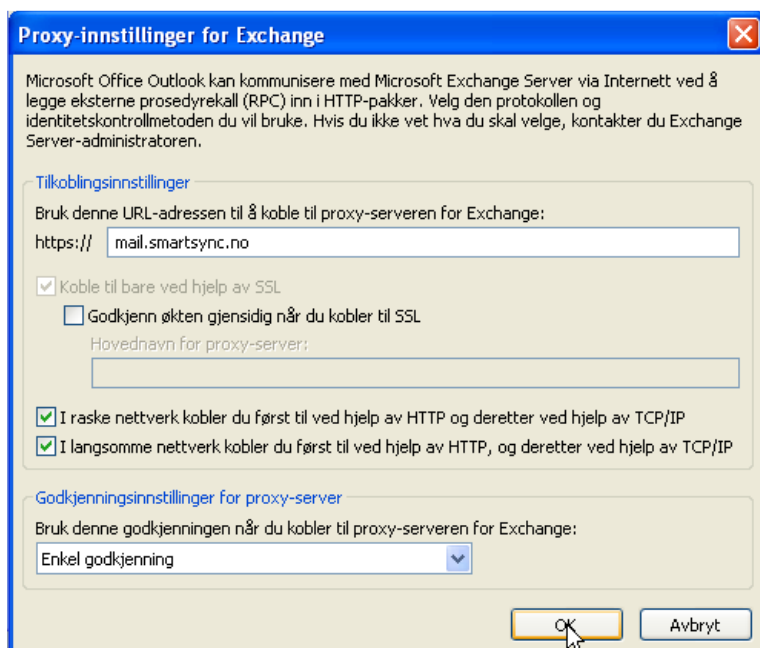 Proxy-innstillinger for Exchange
Microsoft Office Outlook kan kommunisere med Microsoft Exchange Server via Internett ved å
legge eksterne prosedyrekall (RPC) inn i HTTP-pakker. Velg den protokollen og
identitetskontrollmetoden du vil bruke. Hvis du ikke vet hva du skal velge, kontakter du Exchange
Server-administratoren.
Tilkoblingsinnstillinger
Bruk denne URL-adressen til å koble til proxy-serveren for Exchange:
https:// mail.smartsync.no
Koble til bare ved hjelp av SSL
Godkjenn økten gjensidig når du kobler til SSL
Hovednavn for proxy-server:
I raske nettverk kobler du først til ved hjelp av HTTP og deretter ved hjelp av TCP/IP
I langsomme nettverk kobler du først til ved hjelp av HTTP, og deretter ved hjelp av TCP/IP
Godkjenningsinnstillinger for proxy-server
Bruk denne godkjenningen når du kobler til proxy-serveren for Exchange:
Enkel godkjenning
OK Avbryt